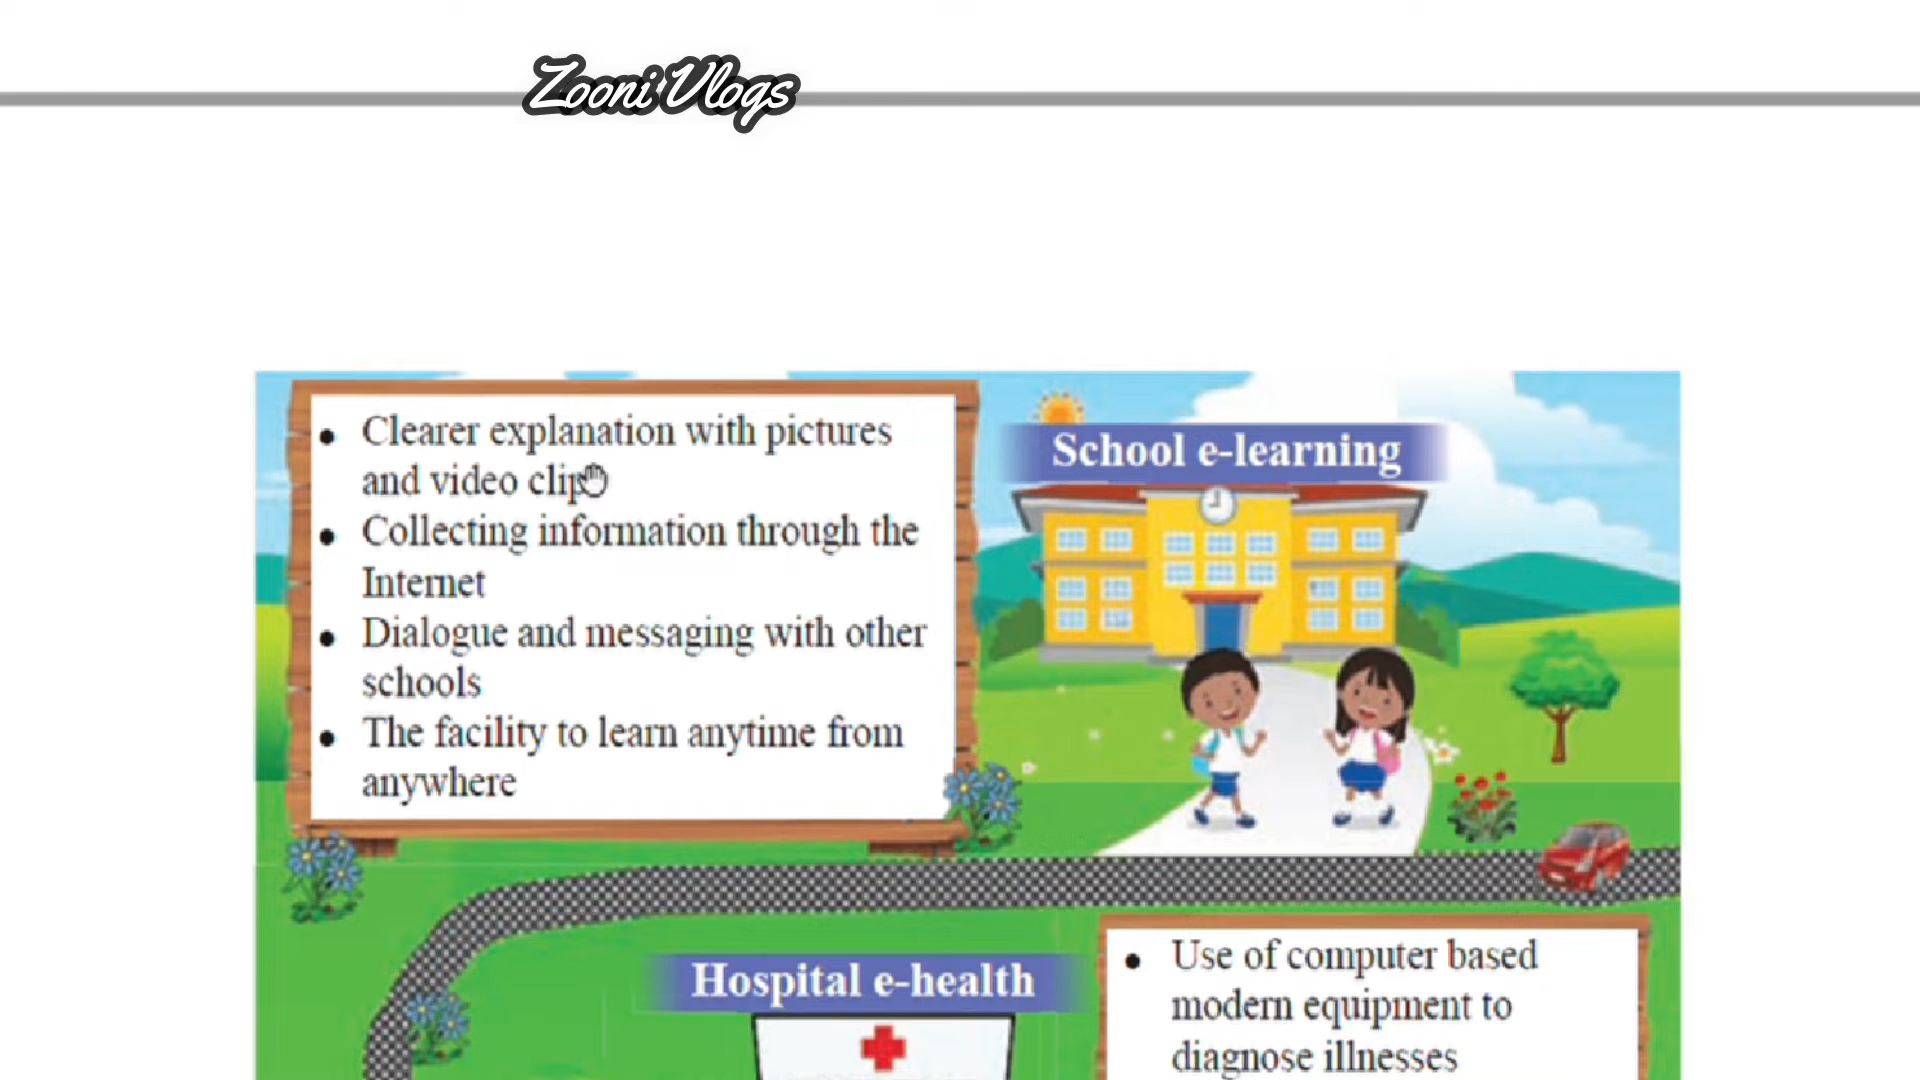 Zooni Vlogs
• Clearer explanation with pictures
and video clip
• Collecting information through the
Internet
• Dialogue and messaging with other
schools
• The facility to learn anytime from
anywhere
School e-learning
Hospital e-health
• Use of computer based
modern equipment to
diagnose illnesses